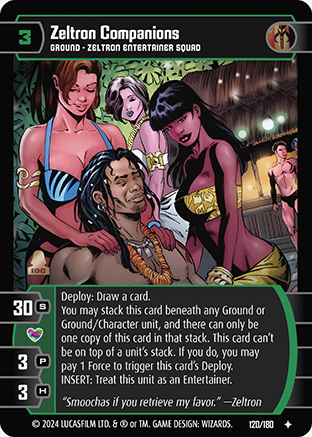 3
Zeltron Companions
GROUND - ZELTRON ENTERTAINER SQUAD
30 S
3 P
3 H
Deploy: Draw a card.
You may stack this card beneath any Ground or
Ground/Character unit, and there can only be
one copy of this card in that stack. This card can't
be on top of a unit's stack. If you do, you may
pay 1 Force to trigger this card's Deploy.
INSERT: Treat this unit as an Entertainer.
“Smoochas if you retrieve my favor.” —Zeltron
© 2024 LUCASFILM LTD. & ® or TM. GAME DESIGN: WIZARDS. 120/180